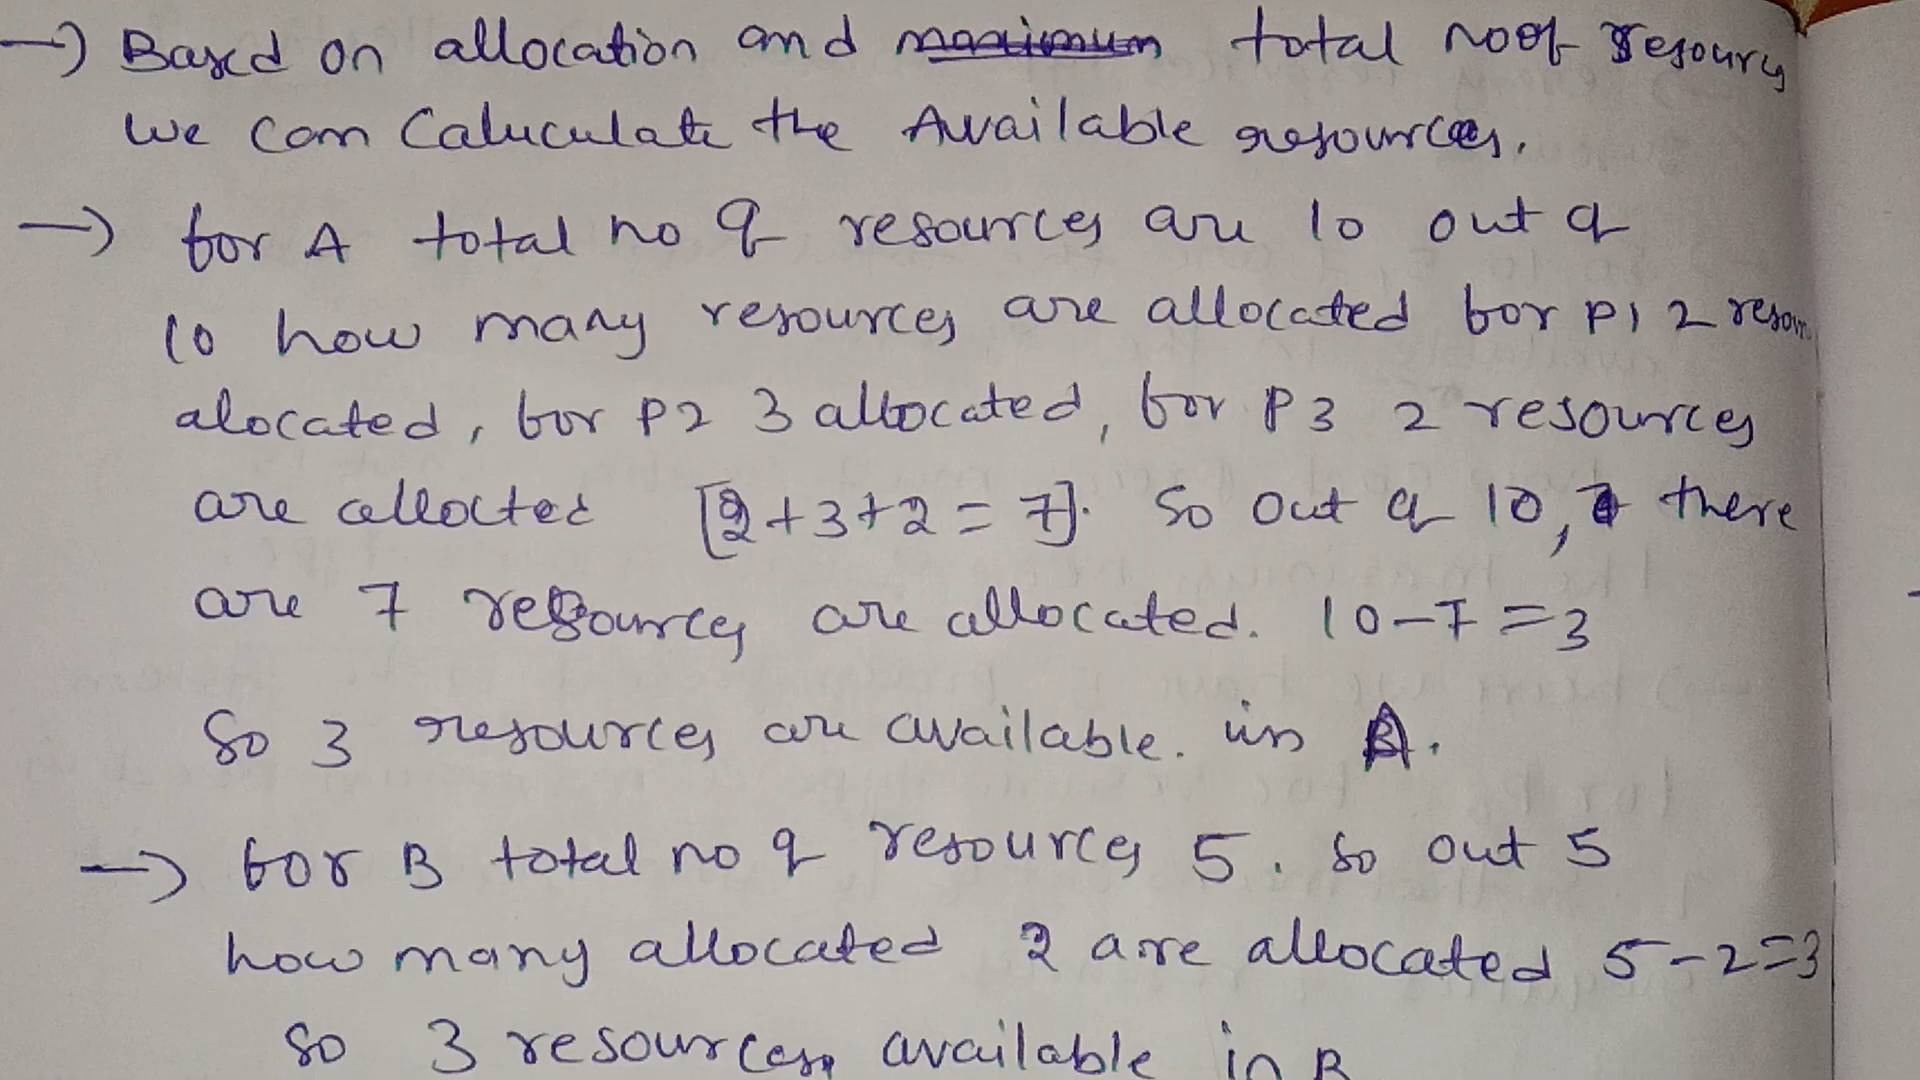 → Based on allocation and maximum total no of resources
we can Caluculate the Available resources.
→ for A total no of resources are 10 out of
10 how many resources are allocated for P1 2 resour
alocated, for P2 3 allocated, for P3 2 resources
are allocted [2+3+2=7]. So out of 10, there
are 7 resources are allocated. 10-7=3
So 3 resources are available. in A.
→ for B total no of resources 5. so out 5
how many allocated 2 are allocated 5-2=3
so 3 resources available in B